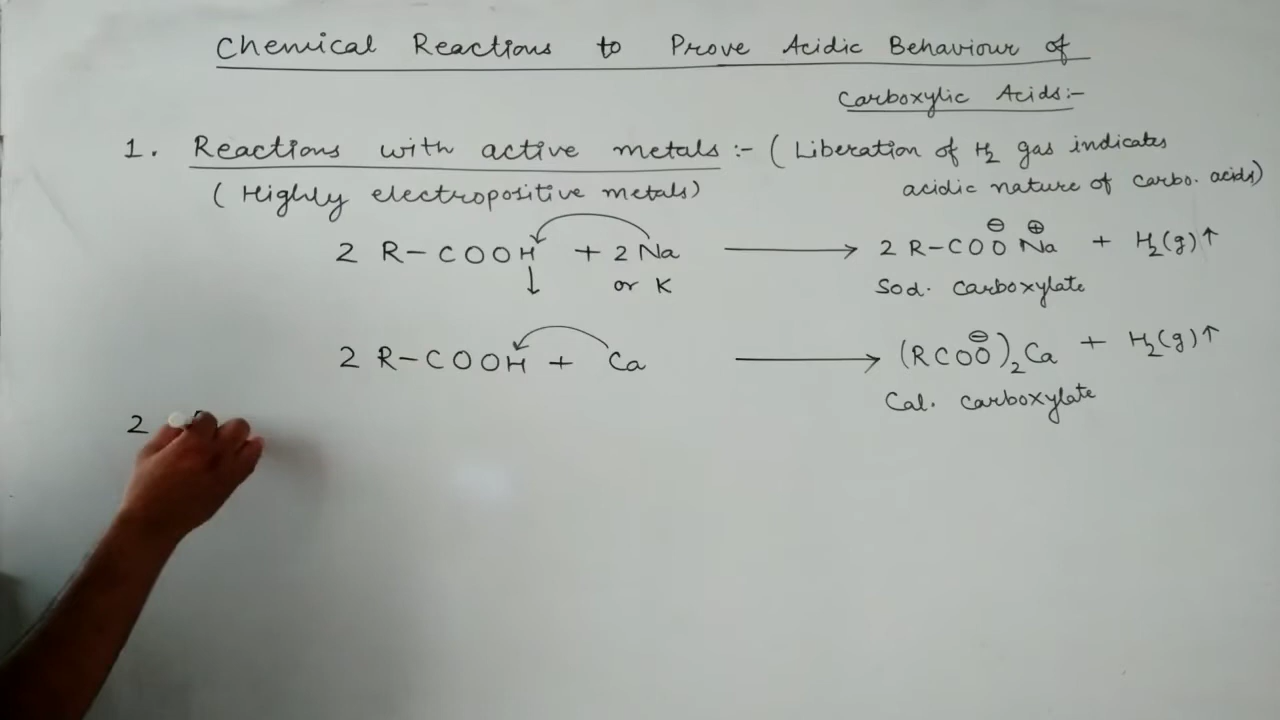 Chemical Reactions to Prove Acidic Behaviour of
Carboxylic Acids:-
1. Reactions with active metals :- (Liberation of H₂ gas indicates
(Highly electropositive metals) acidic nature of carbo. acids)
2 R-COOH + 2 Na ⟶ 2 R-COO⊖ Na⊕ + H₂(g)↑
↓ or K Sod. carboxylate
2 R-COOH + Ca ⟶ (RCOO⊖)₂Ca + H₂(g)↑
Cal. carboxylate
2